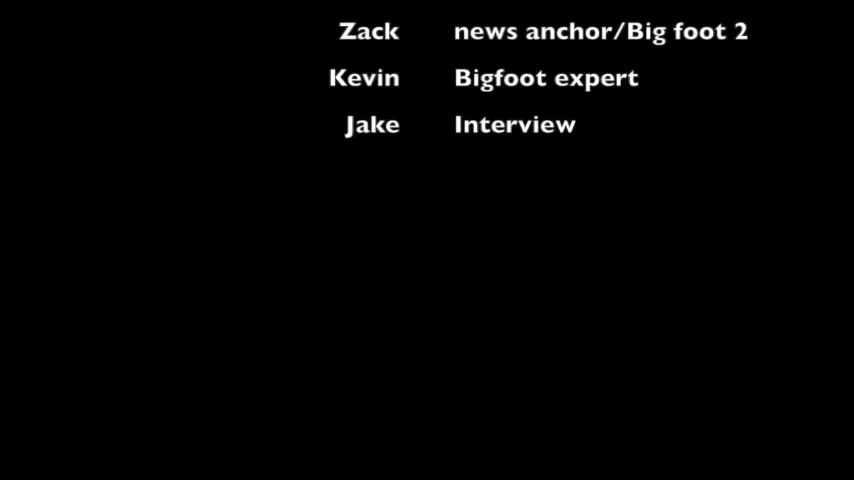 Zack news anchor/Big foot 2
Kevin Bigfoot expert
Jake Interview